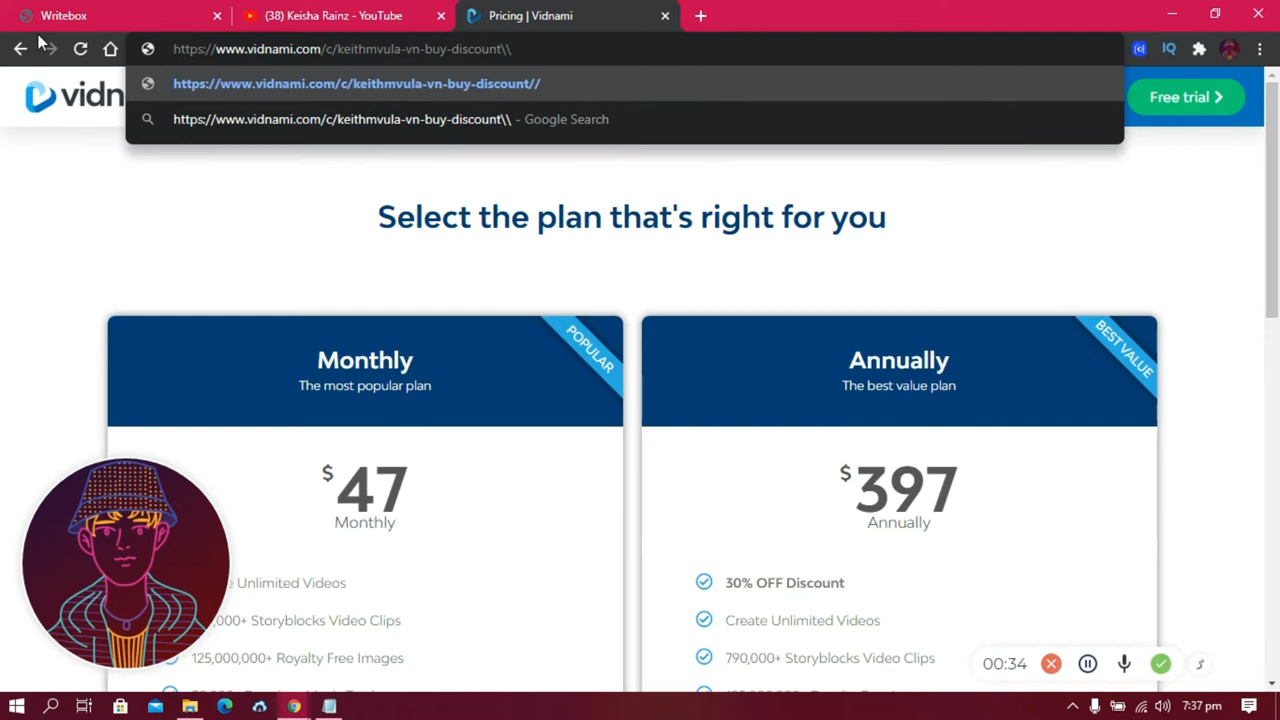 Writebox
(38) Keisha Rainz - YouTube
Pricing | Vidnami
https://www.vidnami.com/c/keithmvula-vn-buy-discount\\
https://www.vidnami.com/c/keithmvula-vn-buy-discount//
https://www.vidnami.com/c/keithmvula-vn-buy-discount\\ - Google Search
IQ
vidn
Free trial
Select the plan that's right for you
Monthly
The most popular plan
POPULAR
$47
Monthly
Unlimited Videos
000+ Storyblocks Video Clips
125,000,000+ Royalty Free Images
Annually
The best value plan
BEST VALUE
$397
Annually
30% OFF Discount
Create Unlimited Videos
790,000+ Storyblocks Video Clips
00:34
7:37 pm